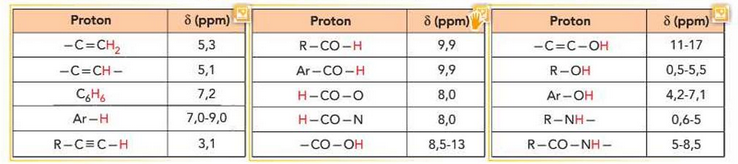 Proton δ (ppm)
–C=CH₂ 5,3
–C=CH– 5,1
C₆H₆ 7,2
Ar–H 7,0-9,0
R–C≡C–H 3,1
Proton δ (ppm)
R–CO–H 9,9
Ar–CO–H 9,9
H–CO–O 8,0
H–CO–N 8,0
–CO–OH 8,5-13
Proton δ (ppm)
–C=C–OH 11-17
R–OH 0,5-5,5
Ar–OH 4,2-7,1
R–NH– 0,6-5
R–CO–NH– 5-8,5